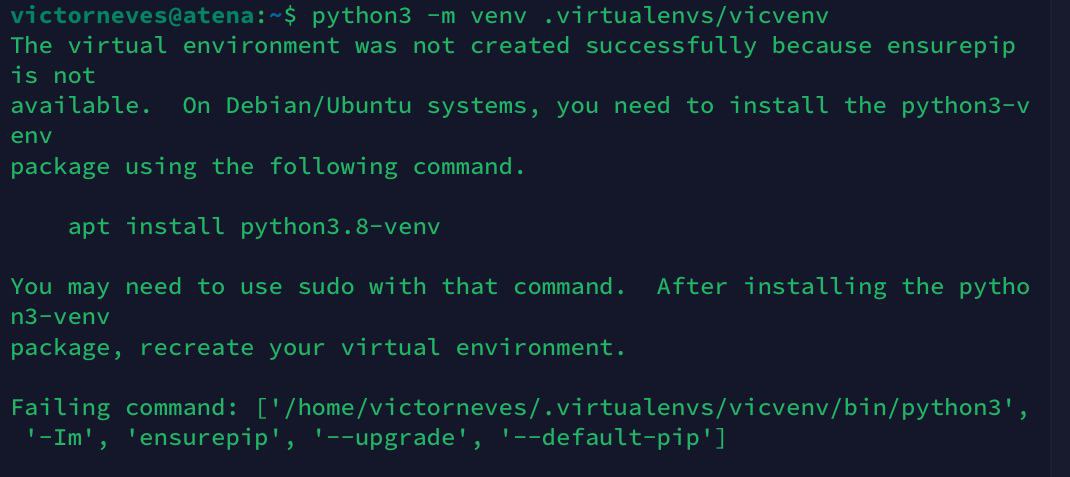 victorneves@atena:~$ python3 -m venv .virtualenvs/vicvenv
The virtual environment was not created successfully because ensurepip
is not
available.  On Debian/Ubuntu systems, you need to install the python3-v
env
package using the following command.
    apt install python3.8-venv
You may need to use sudo with that command.  After installing the pytho
n3-venv
package, recreate your virtual environment.
Failing command: ['/home/victorneves/.virtualenvs/vicvenv/bin/python3',
 '-Im', 'ensurepip', '--upgrade', '--default-pip']